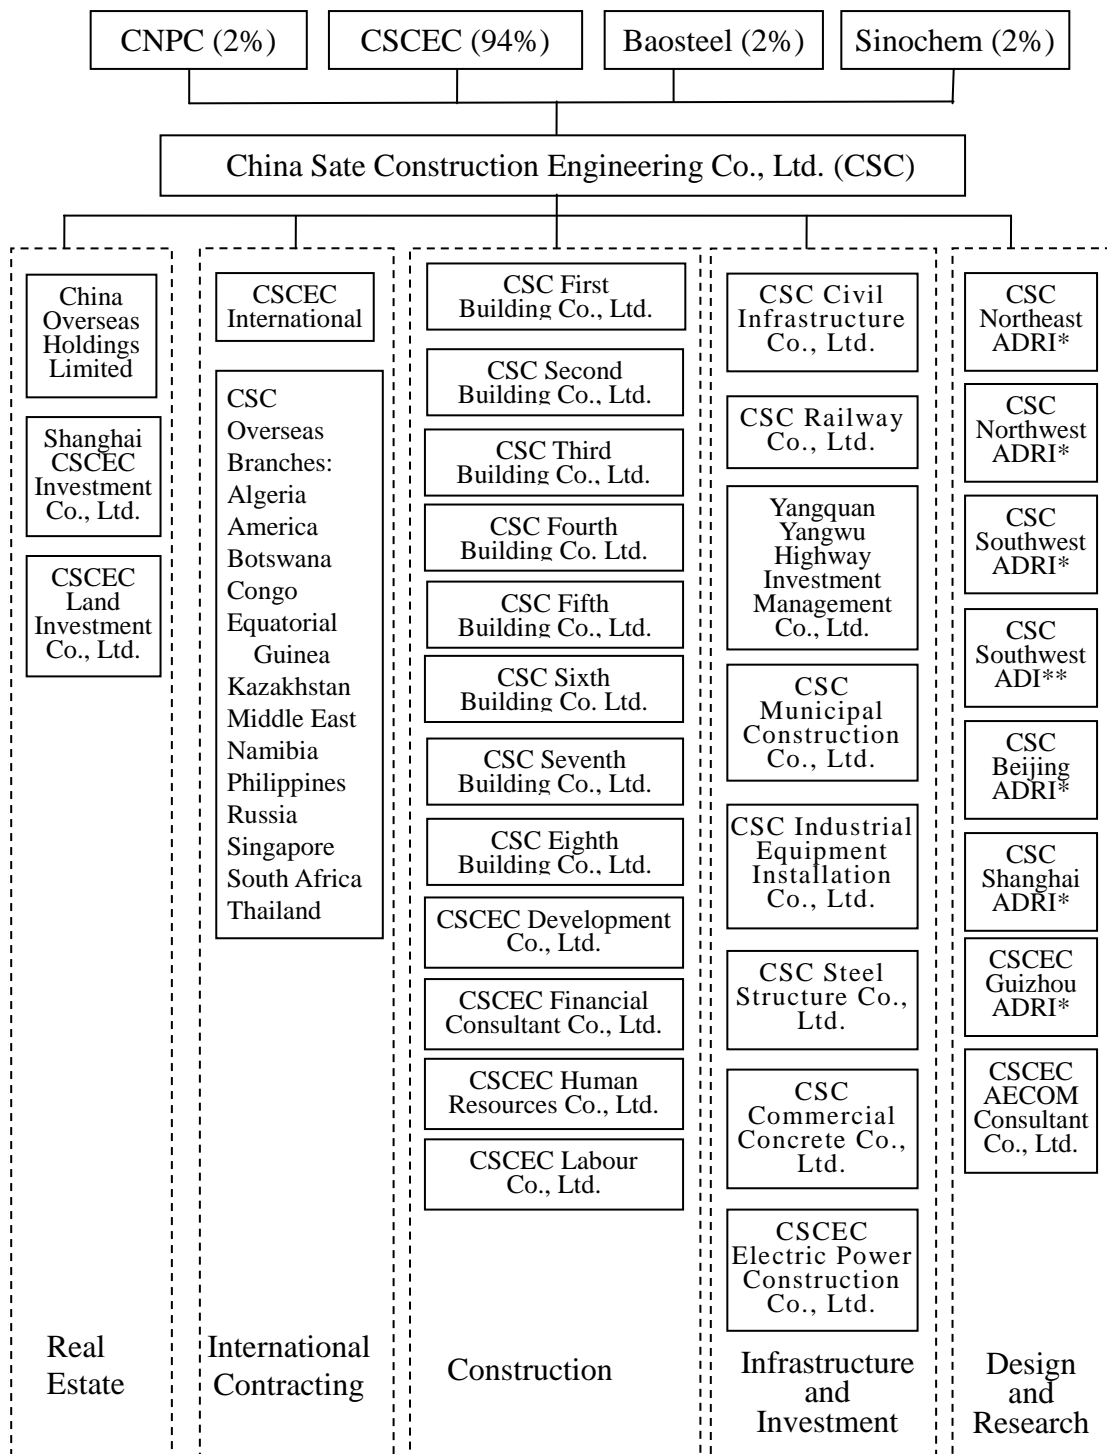 CNPC (2%)
CSCEC (94%)
Baosteel (2%)
Sinochem (2%)
China Sate Construction Engineering Co., Ltd. (CSC)
China
Overseas
Holdings
Limited
Shanghai
CSCEC
Investment
Co., Ltd.
CSCEC
Land
Investment
Co., Ltd.
Real
Estate
CSCEC
International
CSC
Overseas
Branches:
Algeria
America
Botswana
Congo
Equatorial
Guinea
Kazakhstan
Middle East
Namibia
Philippines
Russia
Singapore
South Africa
Thailand
International
Contracting
CSC First
Building Co., Ltd.
CSC Second
Building Co., Ltd.
CSC Third
Building Co., Ltd.
CSC Fourth
Building Co. Ltd.
CSC Fifth
Building Co., Ltd.
CSC Sixth
Building Co. Ltd.
CSC Seventh
Building Co., Ltd.
CSC Eighth
Building Co., Ltd.
CSCEC Development
Co., Ltd.
CSCEC Financial
Consultant Co., Ltd.
CSCEC Human
Resources Co., Ltd.
CSCEC Labour
Co., Ltd.
Construction
CSC Civil
Infrastructure
Co., Ltd.
CSC Railway
Co., Ltd.
Yangquan
Yangwu
Highway
Investment
Management
Co., Ltd.
CSC
Municipal
Construction
Co., Ltd.
CSC Industrial
Equipment
Installation
Co., Ltd.
CSC Steel
Structure Co.,
Ltd.
CSC
Commercial
Concrete Co.,
Ltd.
CSCEC
Electric Power
Construction
Co., Ltd.
Infrastructure
and
Investment
CSC
Northeast
ADRI*
CSC
Northwest
ADRI*
CSC
Southwest
ADRI*
CSC
Southwest
ADI**
CSC
Beijing
ADRI*
CSC
Shanghai
ADRI*
CSCEC
Guizhou
ADRI*
CSCEC
AECOM
Consultant
Co., Ltd.
Design
and
Research